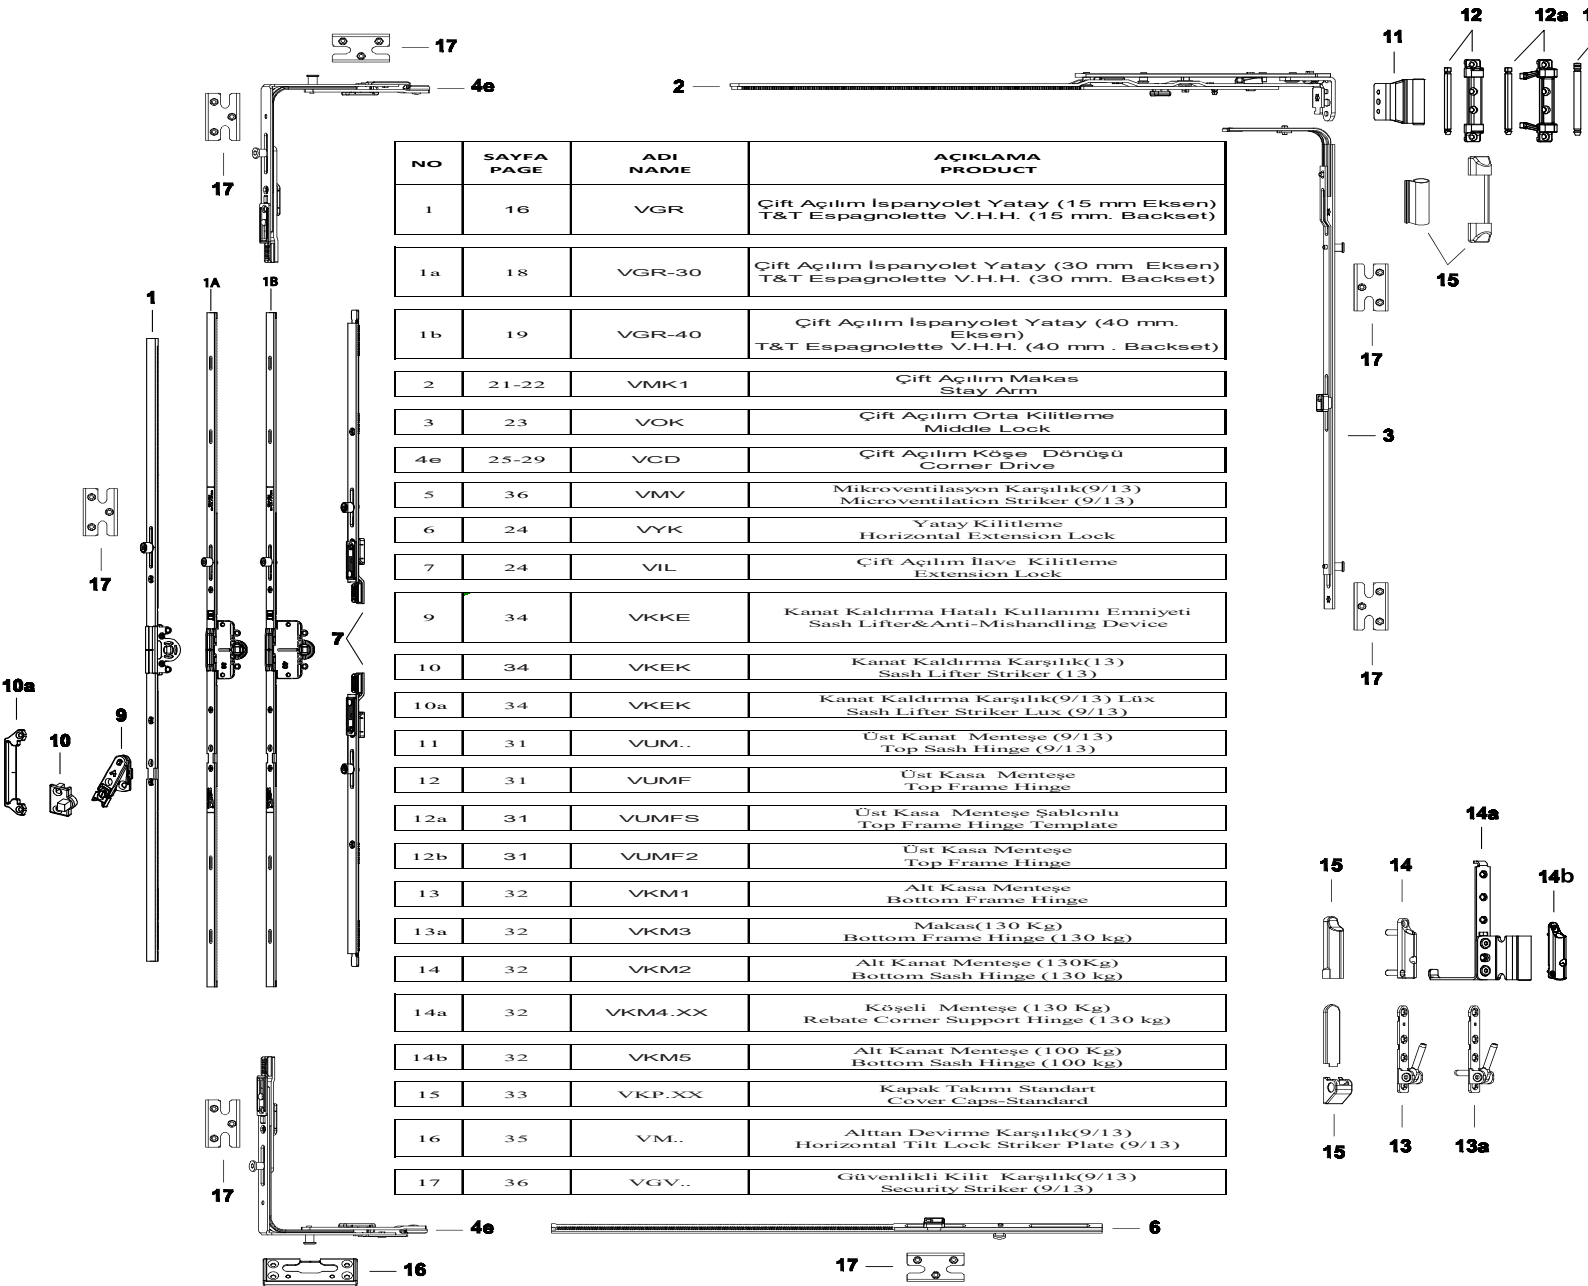 12
12a
11
17
4e
2
17
15
17
3
1
1A
1B
17
7
10a
10
9
17
NO SAYFA PAGE ADI NAME AÇIKLAMA PRODUCT
1 16 VGR Çift Açılım İspanyolet Yatay (15 mm Eksen)
T&T Espagnolette V.H.H. (15 mm. Backset)
1a 18 VGR-30 Çift Açılım İspanyolet Yatay (30 mm Eksen)
T&T Espagnolette V.H.H. (30 mm. Backset)
1b 19 VGR-40 Çift Açılım İspanyolet Yatay (40 mm.
Eksen)
T&T Espagnolette V.H.H. (40 mm . Backset)
2 21-22 VMK1 Çift Açılım Makas
Stay Arm
3 23 VOK Çift Açılım Orta Kilitleme
Middle Lock
4e 25-29 VCD Çift Açılım Köşe Dönüşü
Corner Drive
5 36 VMV Mikroventilasyon Karşılık(9/13)
Microventilation Striker (9/13)
6 24 VYK Yatay Kilitleme
Horizontal Extension Lock
7 24 VIL Çift Açılım İlave Kilitleme
Extension Lock
9 34 VKKE Kanat Kaldırma Hatalı Kullanımı Emniyeti
Sash Lifter&Anti-Mishandling Device
10 34 VKEK Kanat Kaldırma Karşılık(13)
Sash Lifter Striker (13)
10a 34 VKEK Kanat Kaldırma Karşılık(9/13) Lüx
Sash Lifter Striker Lux (9/13)
11 31 VUM.. Üst Kanat Menteşe (9/13)
Top Sash Hinge (9/13)
12 31 VUMF Üst Kasa Menteşe
Top Frame Hinge
12a 31 VUMFS Üst Kasa Menteşe Şablonlu
Top Frame Hinge Template
12b 31 VUMF2 Üst Kasa Menteşe
Top Frame Hinge
13 32 VKM1 Alt Kasa Menteşe
Bottom Frame Hinge
13a 32 VKM3 Makas(130 Kg)
Bottom Frame Hinge (130 kg)
14 32 VKM2 Alt Kanat Menteşe (130Kg)
Bottom Sash Hinge (130 kg)
14a 32 VKM4.XX Köşeli Menteşe (130 Kg)
Rebate Corner Support Hinge (130 kg)
14b 32 VKM5 Alt Kanat Menteşe (100 Kg)
Bottom Sash Hinge (100 kg)
15 33 VKP.XX Kapak Takımı Standart
Cover Caps-Standard
16 35 VM.. Alttan Devirme Karşılık(9/13)
Horizontal Tilt Lock Striker Plate (9/13)
17 36 VGV.. Güvenlikli Kilit Karşılık(9/13)
Security Striker (9/13)
14a
15
14
14b
15
13
13a
17
4e
6
17
16